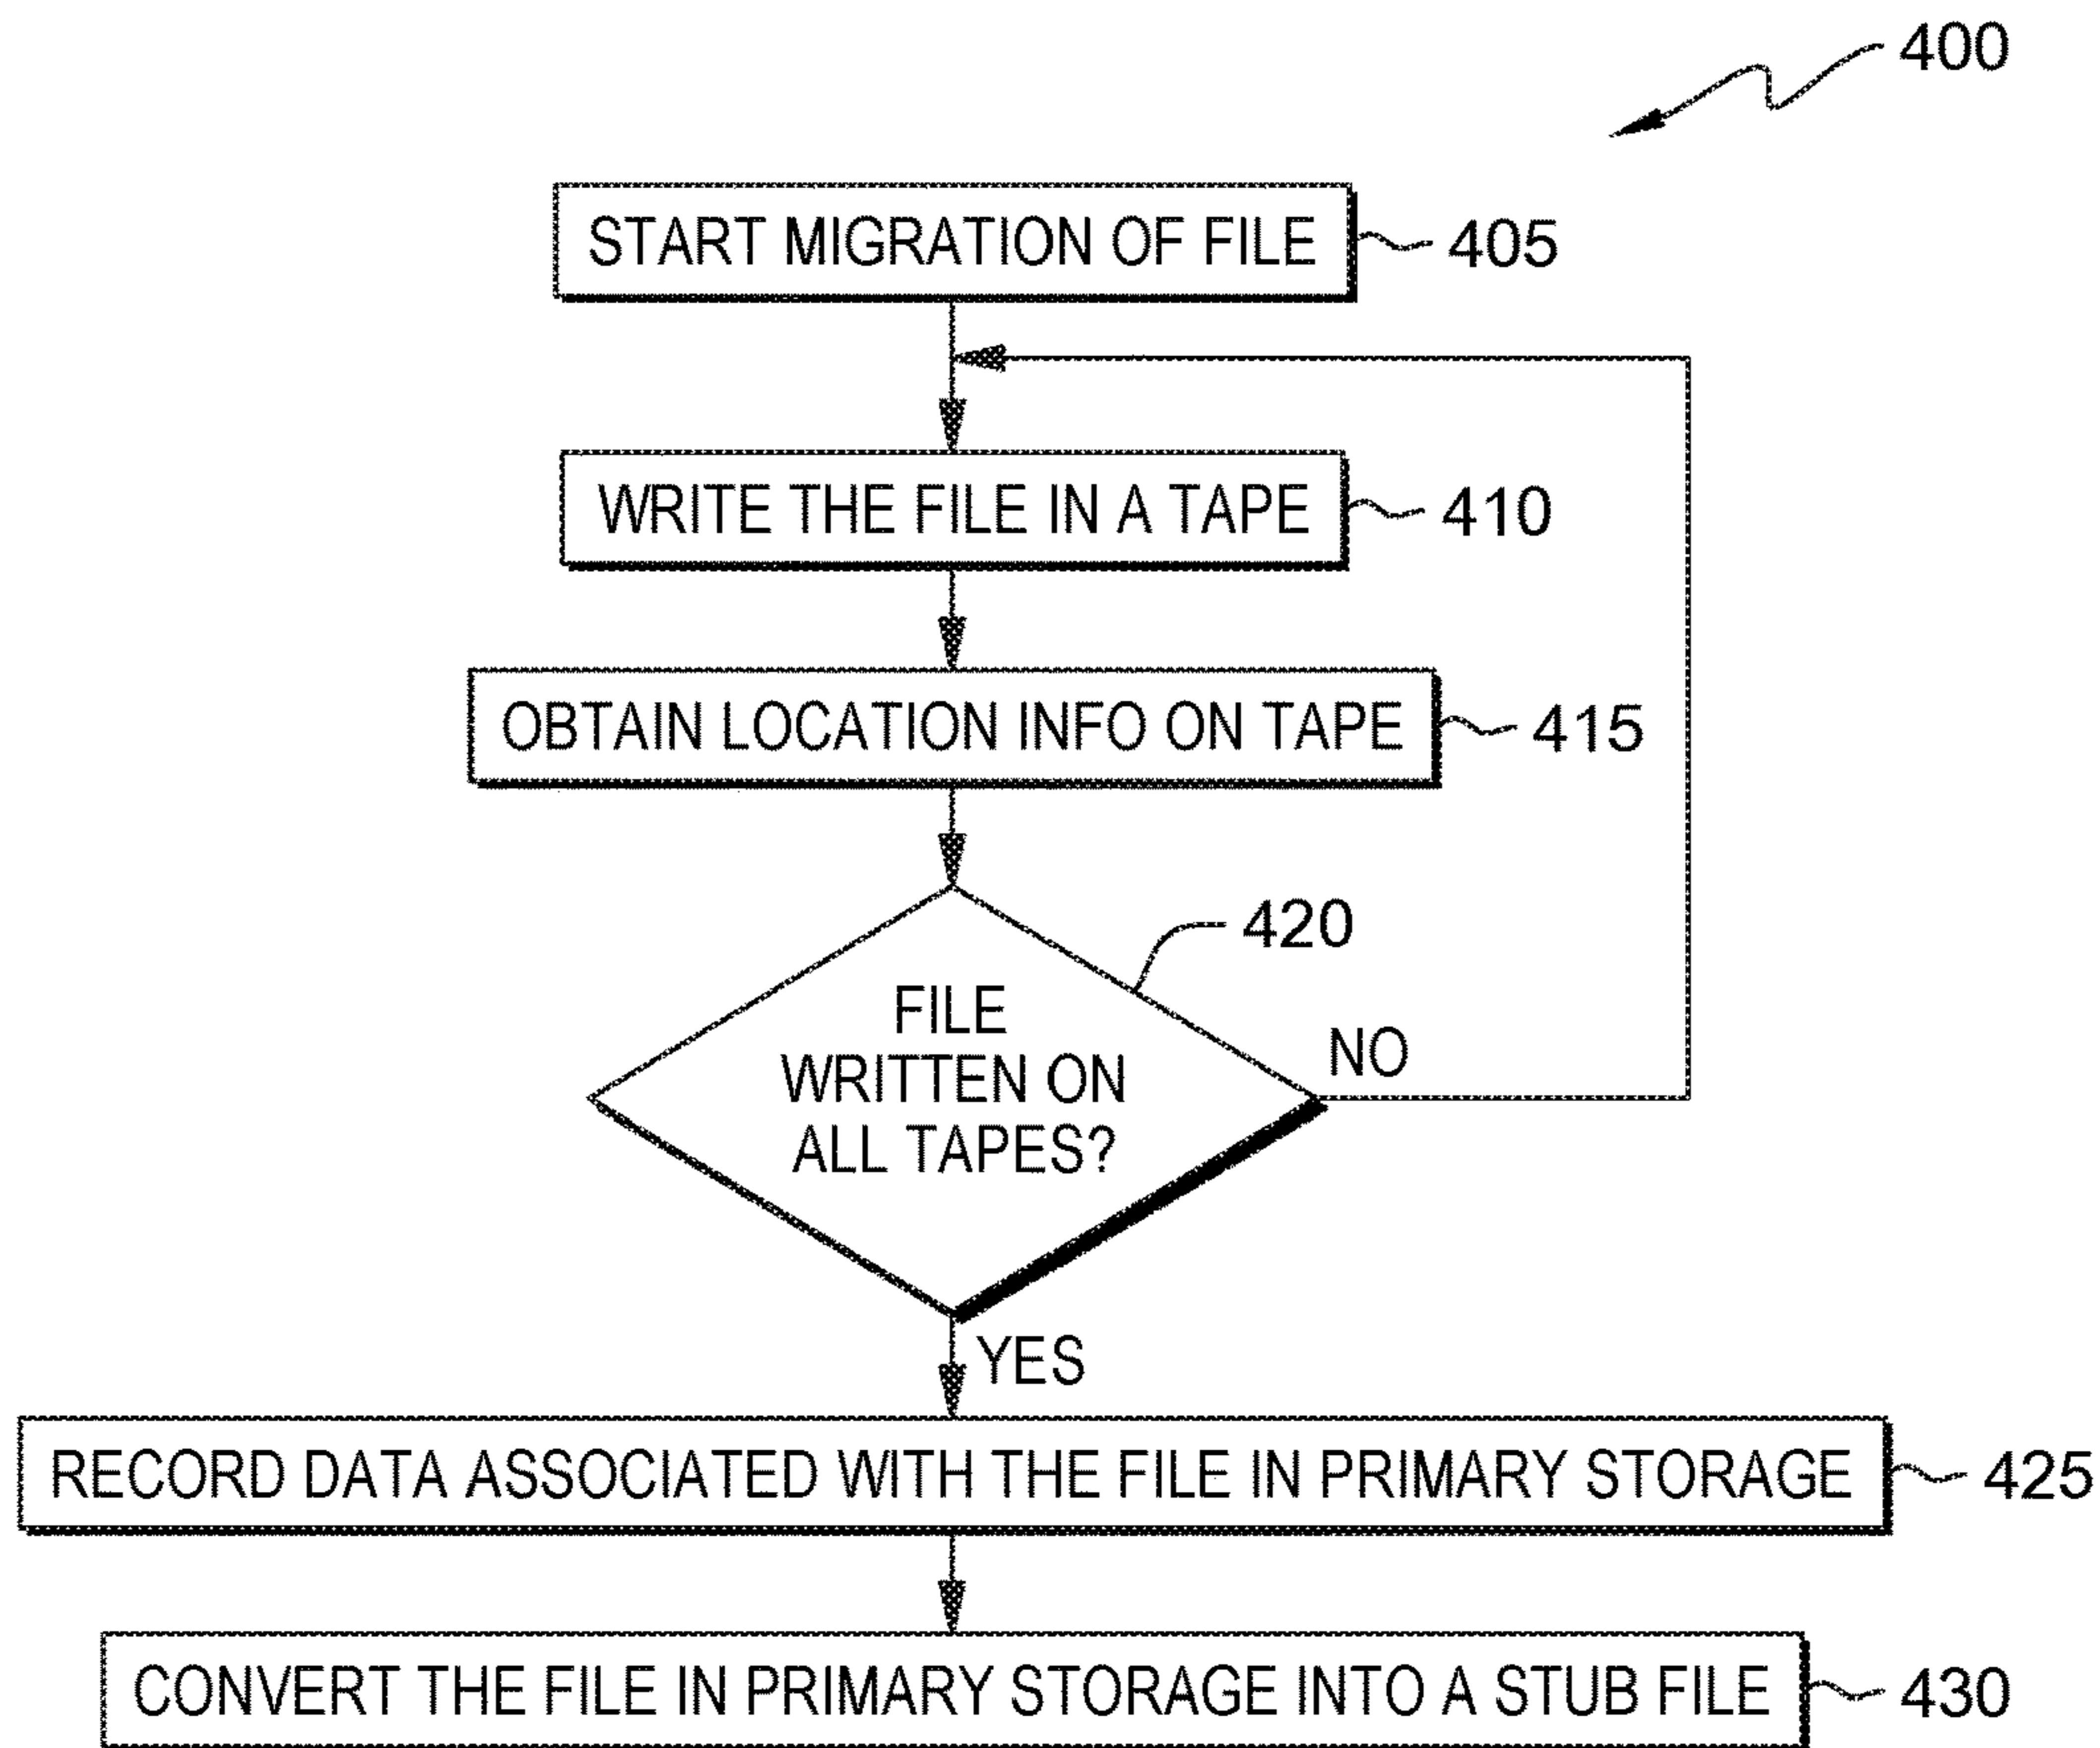 400
START MIGRATION OF FILE
405
WRITE THE FILE IN A TAPE
410
OBTAIN LOCATION INFO ON TAPE
415
420
FILE
WRITTEN ON
ALL TAPES?
NO
YES
RECORD DATA ASSOCIATED WITH THE FILE IN PRIMARY STORAGE
425
CONVERT THE FILE IN PRIMARY STORAGE INTO A STUB FILE
430